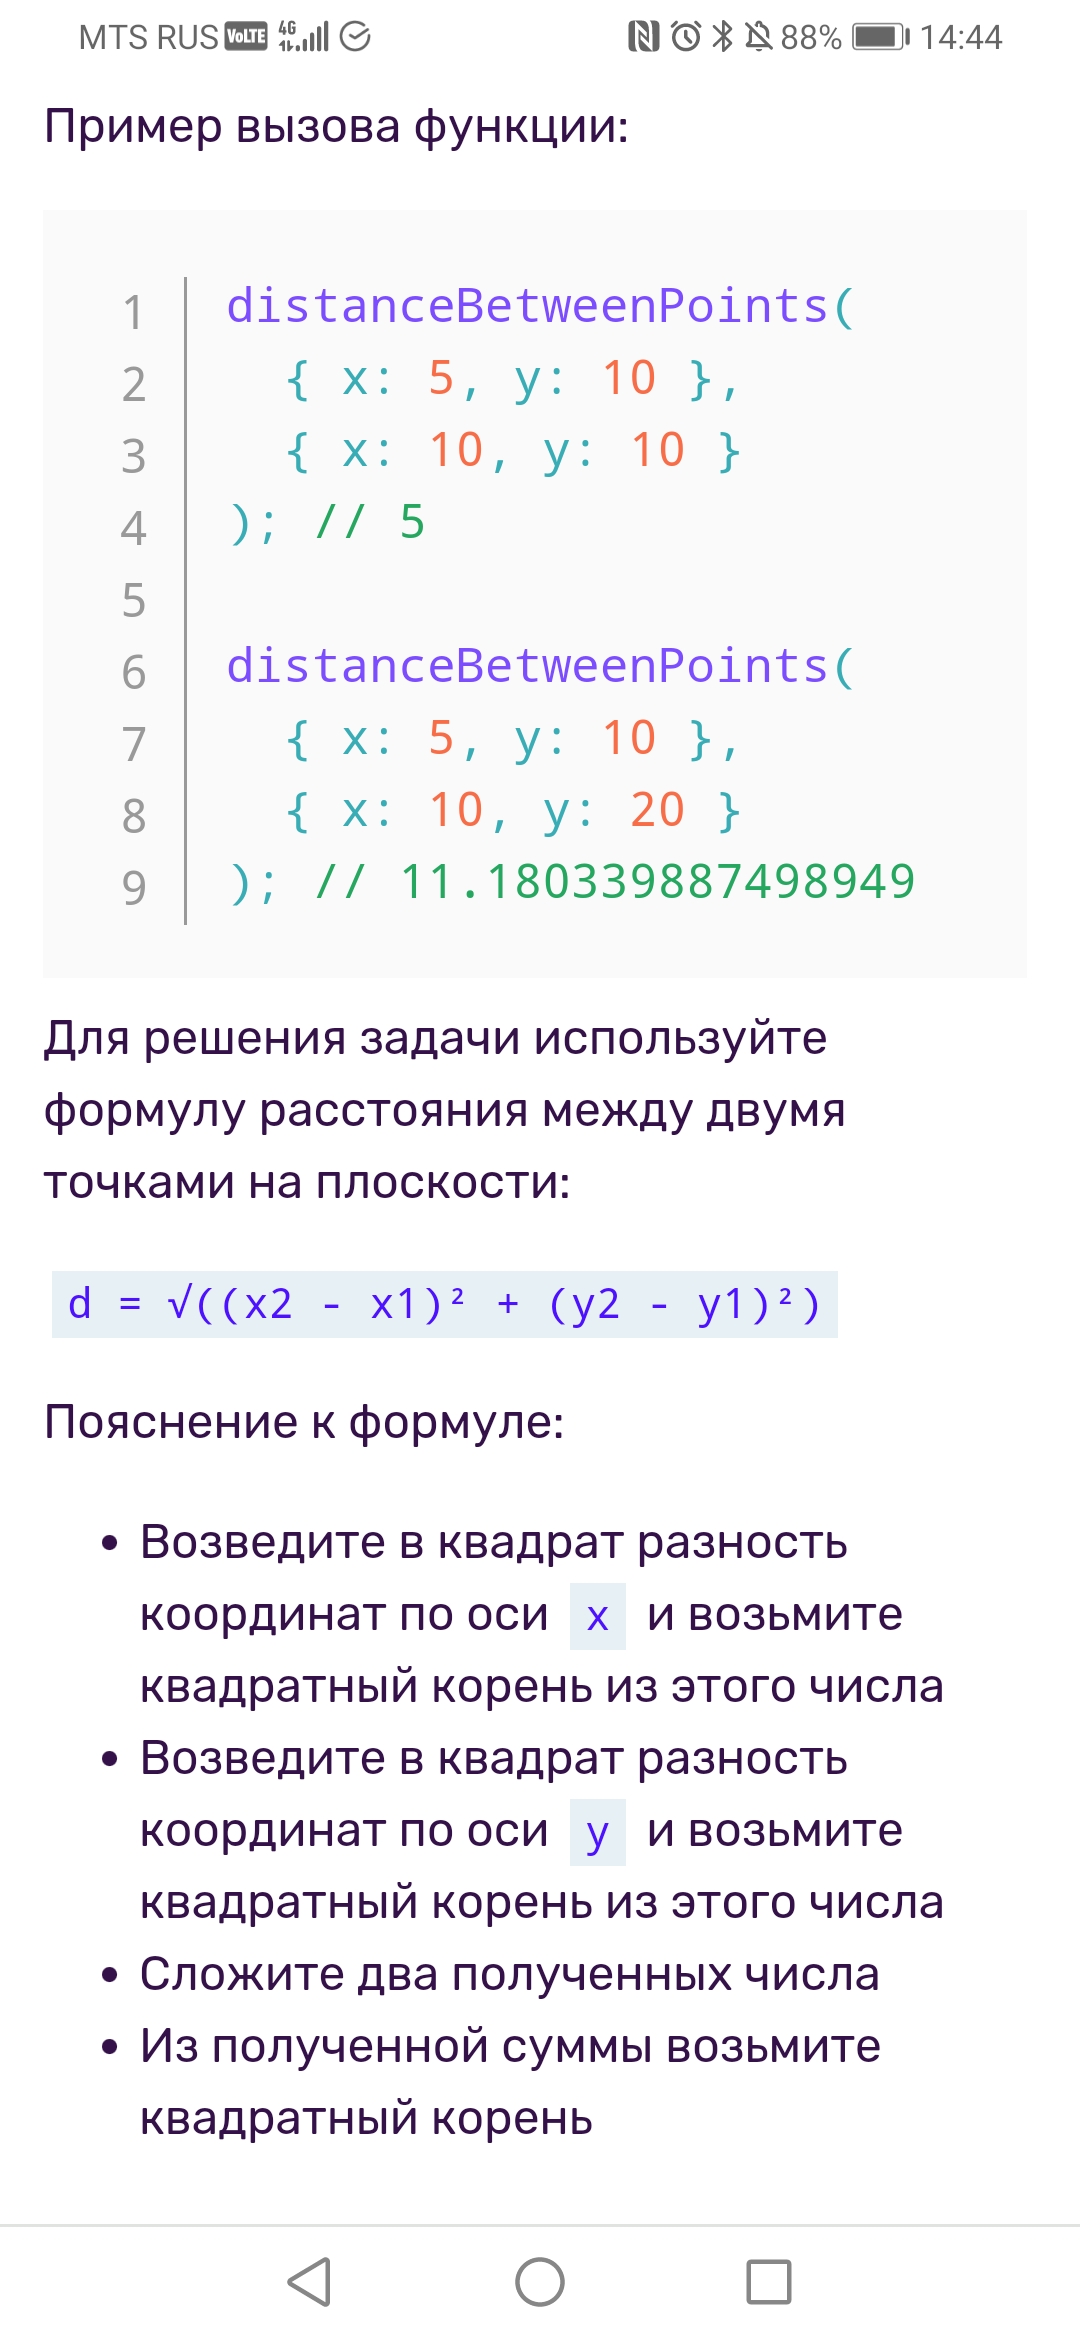 MTS RUS VoLTE 4G 88% 14:44
Пример вызова функции:
1 distanceBetweenPoints(
2 { x: 5, y: 10 },
3 { x: 10, y: 10 }
4 ); // 5
5
6 distanceBetweenPoints(
7 { x: 5, y: 10 },
8 { x: 10, y: 20 }
9 ); // 11.180339887498949
Для решения задачи используйте
формулу расстояния между двумя
точками на плоскости:
d = √((x2 - x1)² + (y2 - y1)²)
Пояснение к формуле:
• Возведите в квадрат разность
координат по оси x и возьмите
квадратный корень из этого числа
• Возведите в квадрат разность
координат по оси y и возьмите
квадратный корень из этого числа
• Сложите два полученных числа
• Из полученной суммы возьмите
квадратный корень